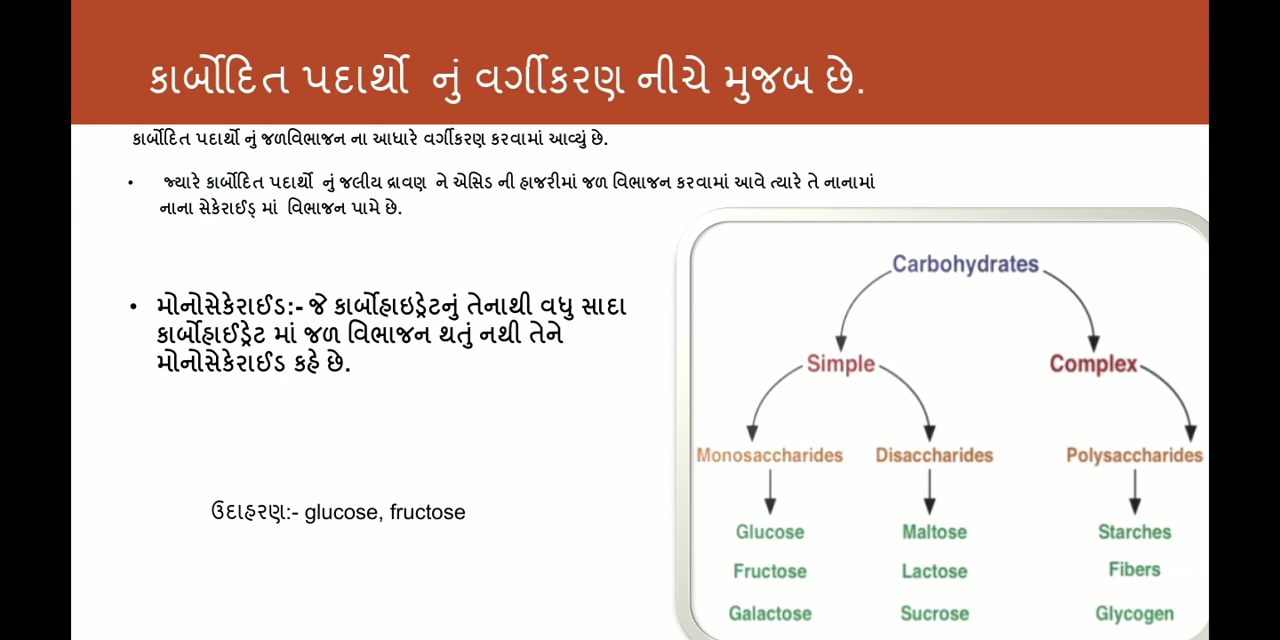 કાર્બોદિત પદાર્થો નું વર્ગીકરણ નીચે મુજબ છે.
કાર્બોદિત પદાર્થો નું જળવિભાજન ના આધારે વર્ગીકરણ કરવામાં આવ્યું છે.
• જ્યારે કાર્બોદિત પદાર્થો નું જલીય દ્રાવણ ને એસિડ ની હાજરીમાં જળ વિભાજન કરવામાં આવે ત્યારે તે નાનામાં
નાના સેકેરાઈડ્ માં વિભાજન પામે છે.
• મોનોસેકેરાઈડ:- જે કાર્બોહાઇડ્રેટનું તેનાથી વધુ સાદા
કાર્બોહાઈડ્રેટ માં જળ વિભાજન થતું નથી તેને
મોનોસેકેરાઈડ કહે છે.
ઉદાહરણ:- glucose, fructose
Carbohydrates
Simple Complex
Monosaccharides Disaccharides Polysaccharides
Glucose Maltose Starches
Fructose Lactose Fibers
Galactose Sucrose Glycogen